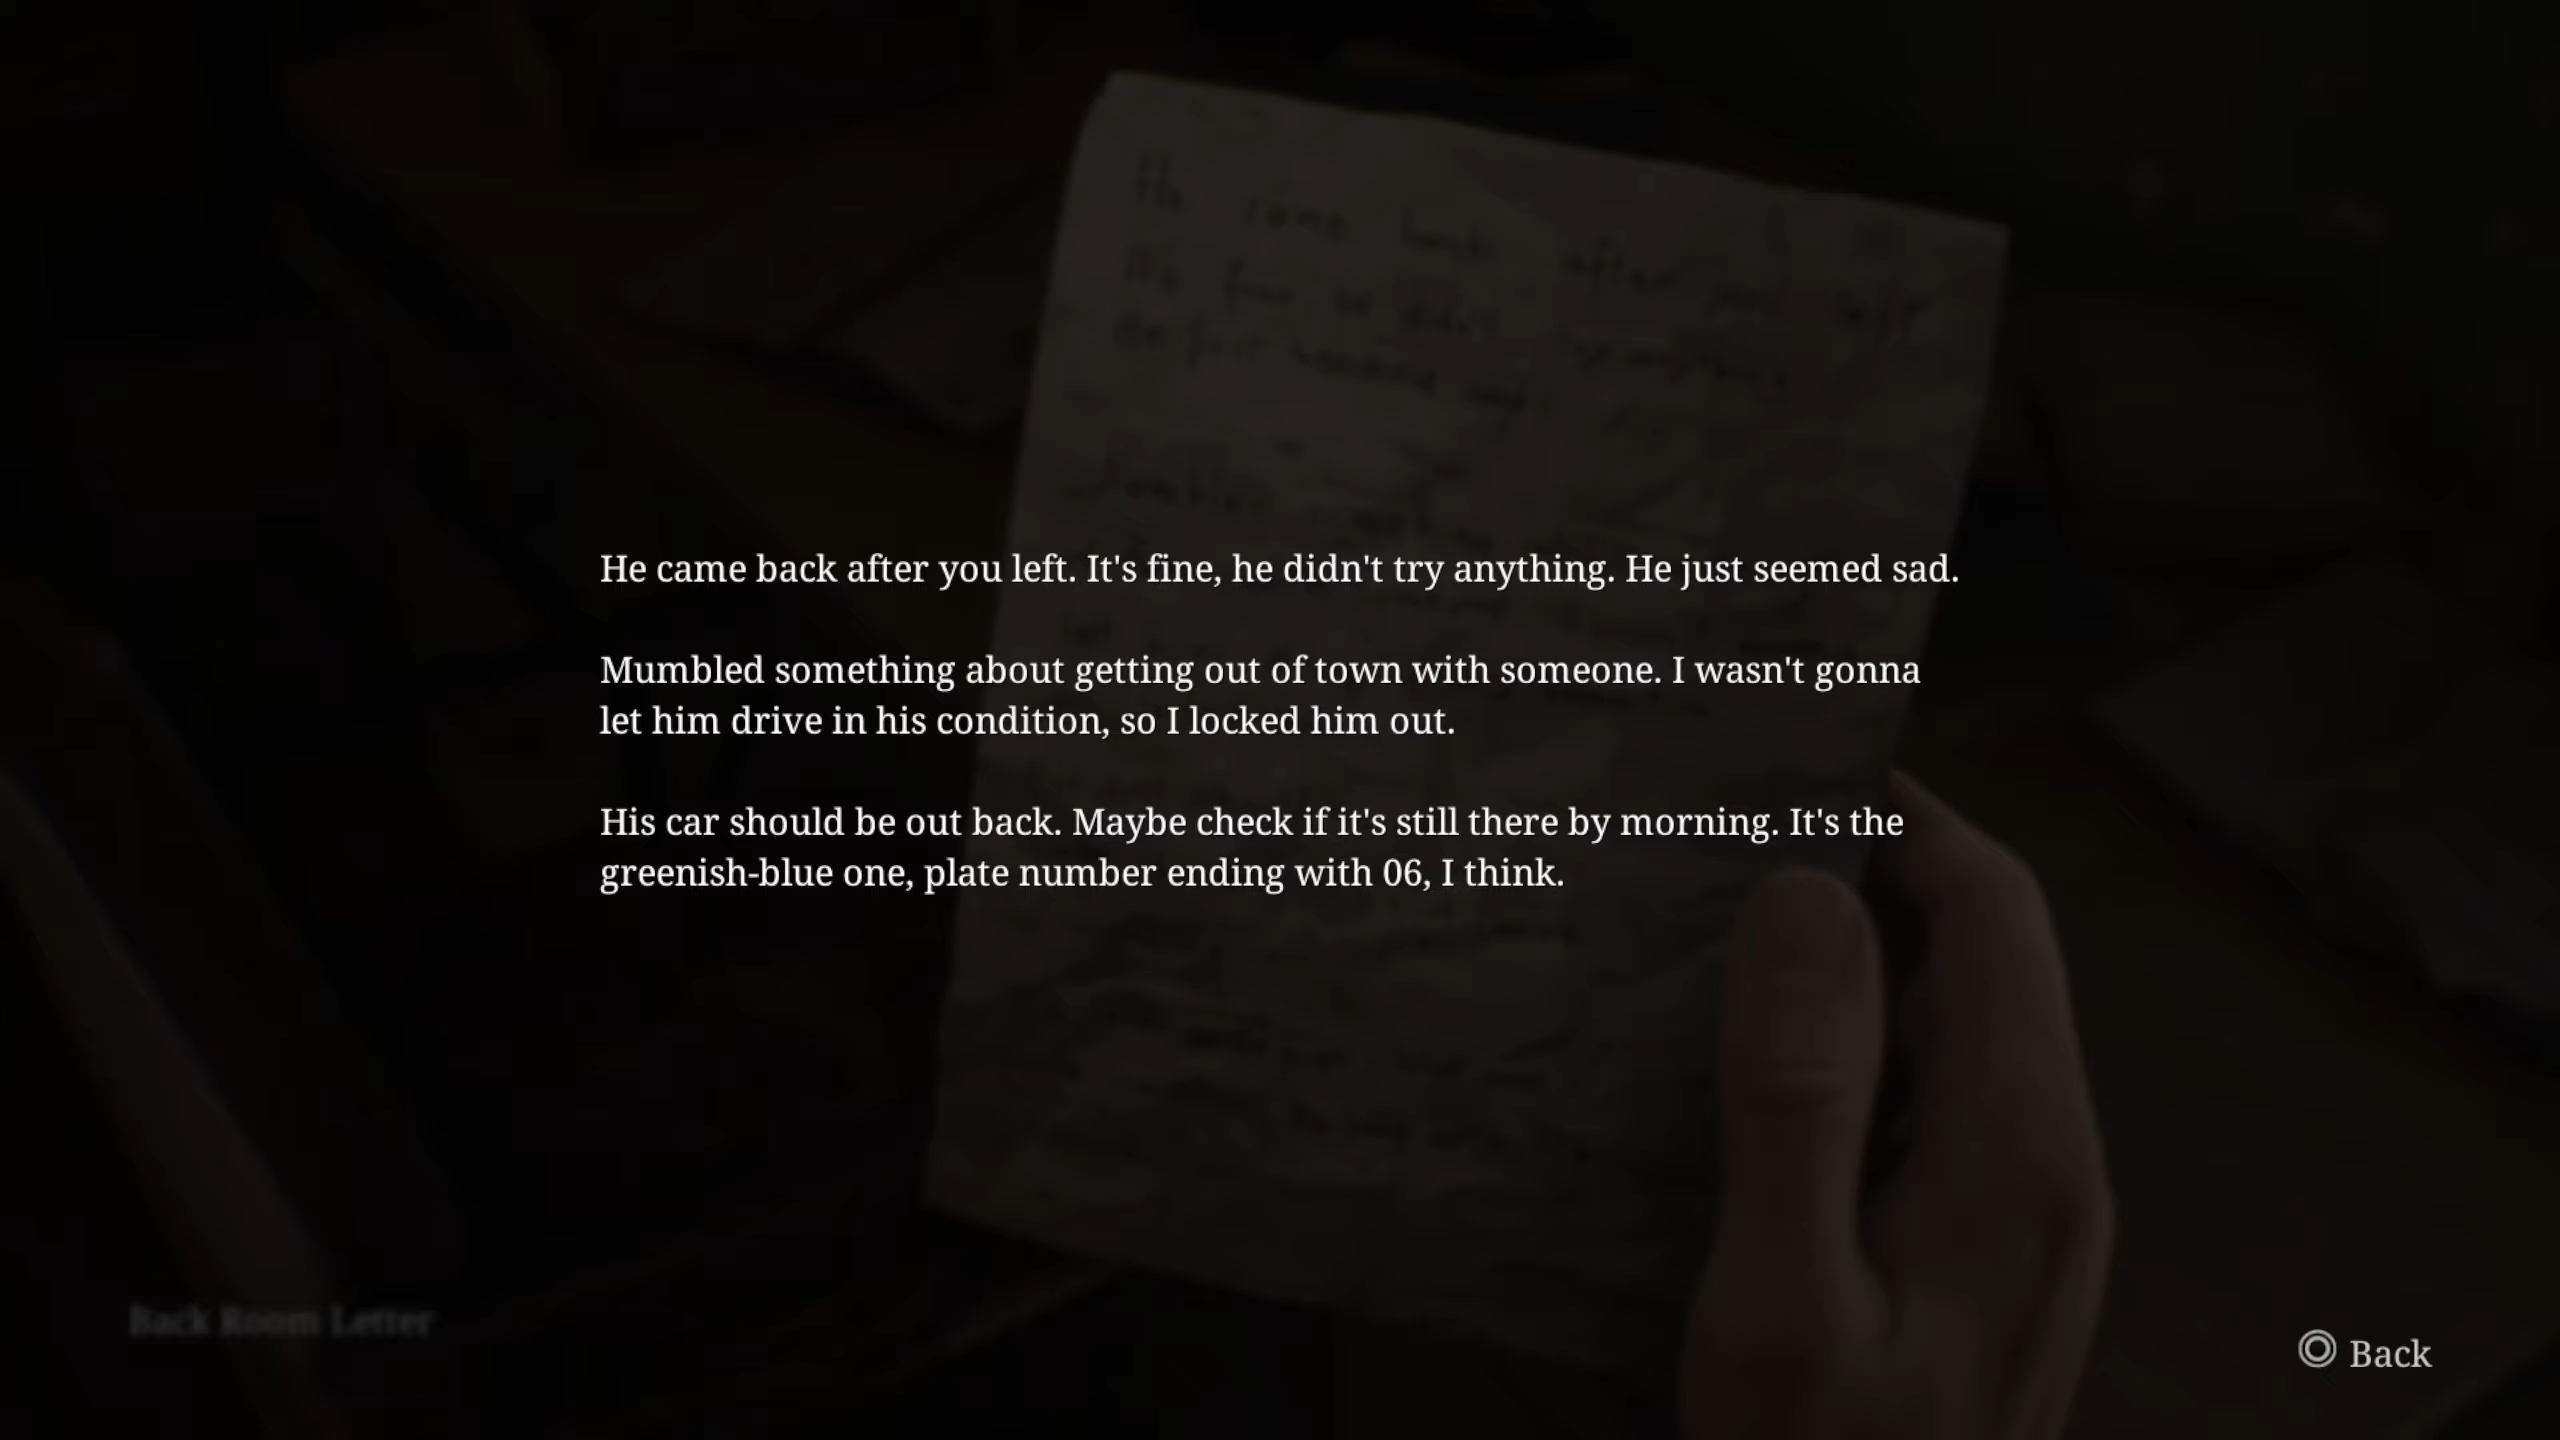 He came back after you left. It's fine, he didn't try anything. He just seemed sad.
Mumbled something about getting out of town with someone. I wasn't gonna
let him drive in his condition, so I locked him out.
His car should be out back. Maybe check if it's still there by morning. It's the
greenish-blue one, plate number ending with 06, I think.
Back Room Letter
Back